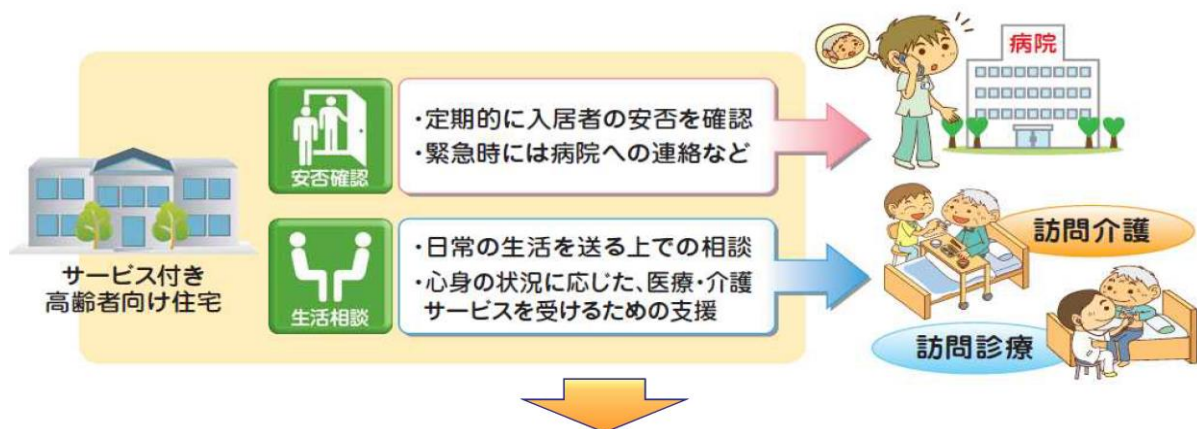 病院
・定期的に入居者の安否を確認
・緊急時には病院への連絡など
安否確認
サービス付き
高齢者向け住宅
・日常の生活を送る上での相談
・心身の状況に応じた、医療・介護
サービスを受けるための支援
生活相談
訪問介護
訪問診療